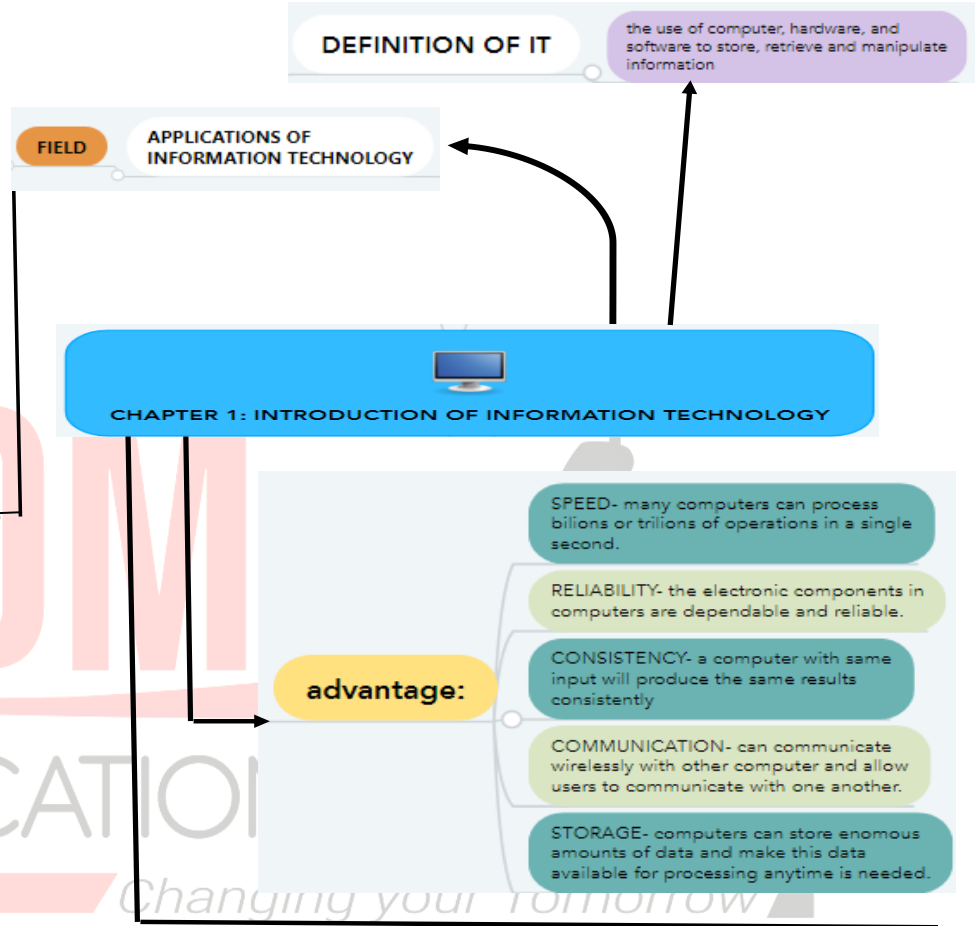 DEFINITION OF IT
the use of computer, hardware, and
software to store, retrieve and manipulate
information
FIELD
APPLICATIONS OF
INFORMATION TECHNOLOGY
CHAPTER 1: INTRODUCTION OF INFORMATION TECHNOLOGY
advantage:
SPEED- many computers can process
bilions or trilions of operations in a single
second.
RELIABILITY- the electronic components in
computers are dependable and reliable.
CONSISTENCY- a computer with same
input will produce the same results
consistently
COMMUNICATION- can communicate
wirelessly with other computer and allow
users to communicate with one another.
STORAGE- computers can store enomous
amounts of data and make this data
available for processing anytime is needed.
Changing your Tomorrow